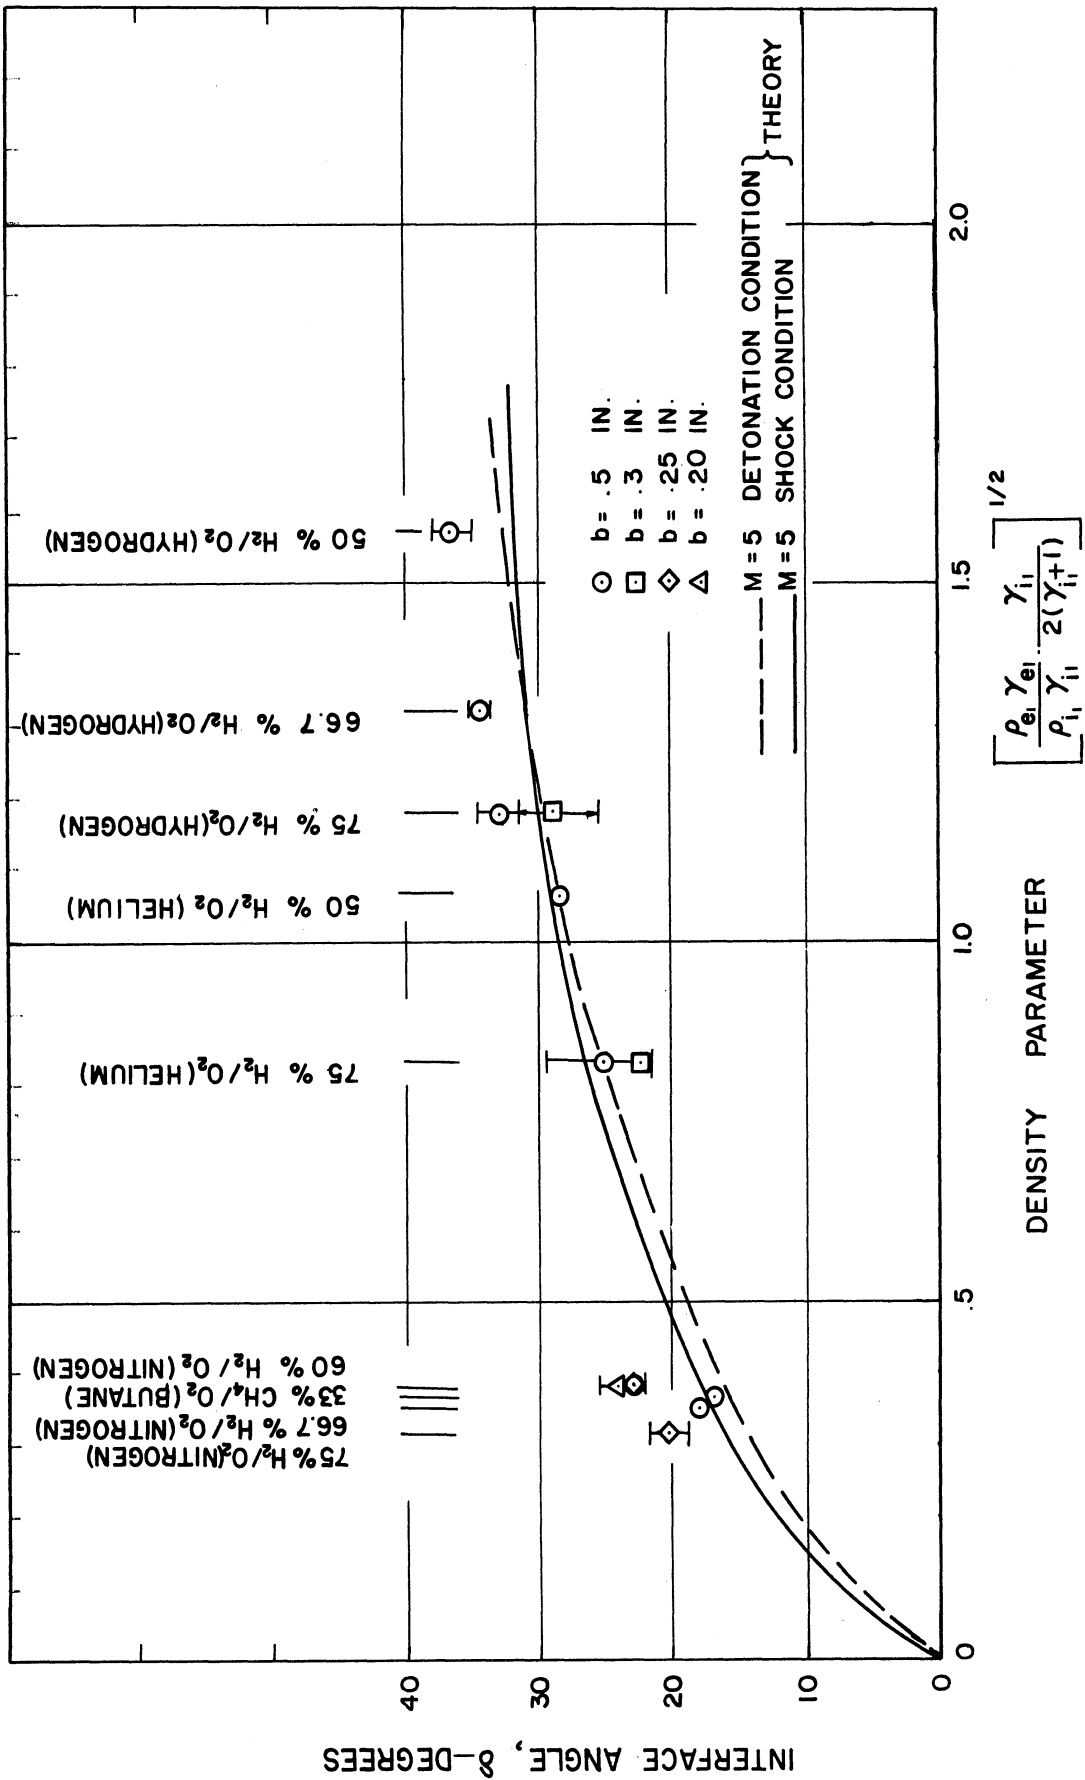 INTERFACE ANGLE, δ—DEGREES
40
30
20
10
0
0
.5
1.0
1.5
2.0
75% H₂/O₂(NITROGEN)
66.7 % H₂/O₂(NITROGEN)
33% CH₄/O₂(BUTANE)
60 % H₂/O₂(NITROGEN)
75 % H₂/O₂(HELIUM)
50 % H₂/O₂(HELIUM)
75 % H₂/O₂(HYDROGEN)
66.7 % H₂/O₂(HYDROGEN)
50 % H₂/O₂(HYDROGEN)
b = .5 IN.
b = .3 IN.
b = .25 IN.
b = .20 IN.
M = 5 DETONATION CONDITION
M = 5 SHOCK CONDITION
} THEORY
DENSITY PARAMETER
[ρe₁ γe₁ / ρi₁ γi₁ · γi₁ / 2(γi₁+1)]^1/2